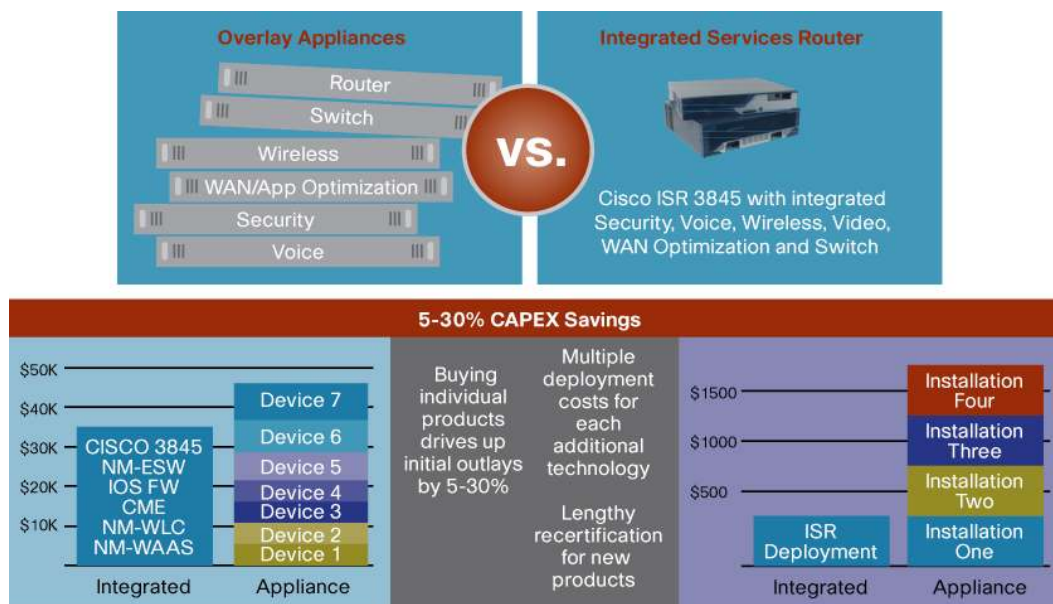 Overlay Appliances
Router
Switch
Wireless
WAN/App Optimization
Security
Voice
VS.
Integrated Services Router
Cisco ISR 3845 with integrated
Security, Voice, Wireless, Video,
WAN Optimization and Switch
5-30% CAPEX Savings
$50K
$40K
$30K
$20K
$10K
CISCO 3845
NM-ESW
IOS FW
CME
NM-WLC
NM-WAAS
Integrated
Device 7
Device 6
Device 5
Device 4
Device 3
Device 2
Device 1
Appliance
Buying
individual
products
drives up
initial outlays
by 5-30%
Multiple
deployment
costs for
each
additional
technology
Lengthy
recertification
for new
products
$1500
$1000
$500
ISR
Deployment
Integrated
Installation
Four
Installation
Three
Installation
Two
Installation
One
Appliance